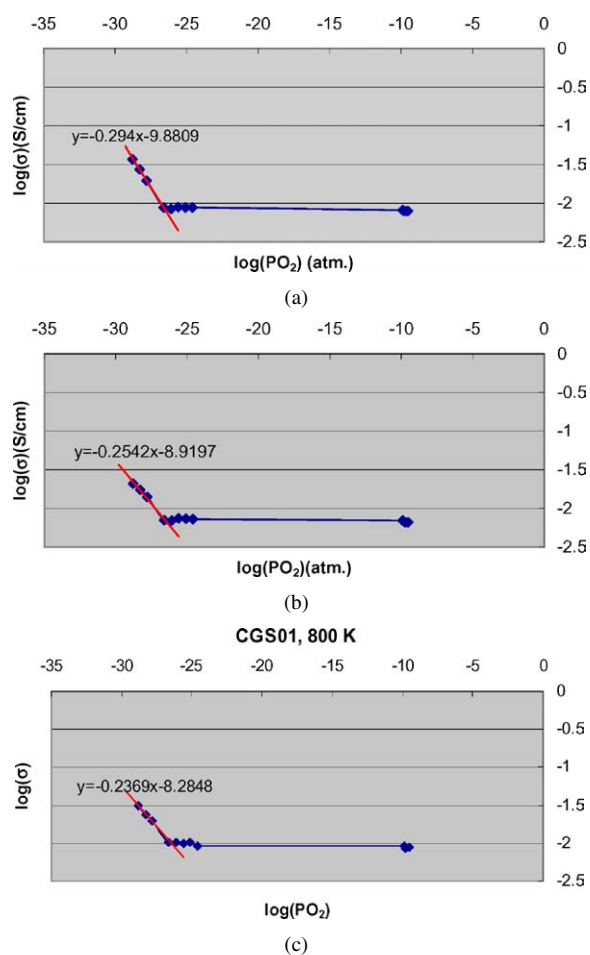 -35 -30 -25 -20 -15 -10 -5 0
0
-0.5
-1
-1.5
-2
-2.5
log(σ)(S/cm)
y=-0.294x-9.8809
log(PO₂) (atm.)
(a)
-35 -30 -25 -20 -15 -10 -5 0
0
-0.5
-1
-1.5
-2
-2.5
log(σ)(S/cm)
y=-0.2542x-8.9197
log(PO₂)(atm.)
(b)
CGS01, 800 K
-35 -30 -25 -20 -15 -10 -5 0
0
-0.5
-1
-1.5
-2
-2.5
log(σ)
y=-0.2369x-8.2848
log(PO₂)
(c)